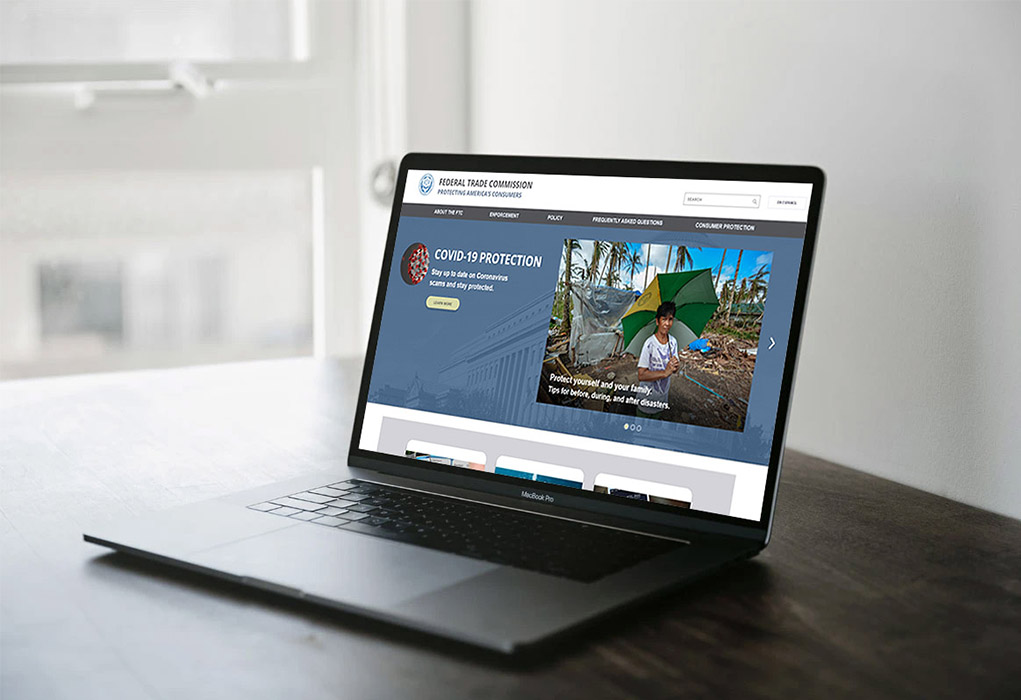 FEDERAL TRADE COMMISSION
PROTECTING AMERICA'S CONSUMERS
SEARCH
EN ESPAÑOL
ABOUT THE FTC
ENFORCEMENT
POLICY
FREQUENTLY ASKED QUESTIONS
CONSUMER PROTECTION
COVID-19 PROTECTION
Stay up to date on Coronavirus
scams and stay protected.
LEARN MORE
Protect yourself and your family.
Tips for before, during, and after disasters.
MacBook Pro